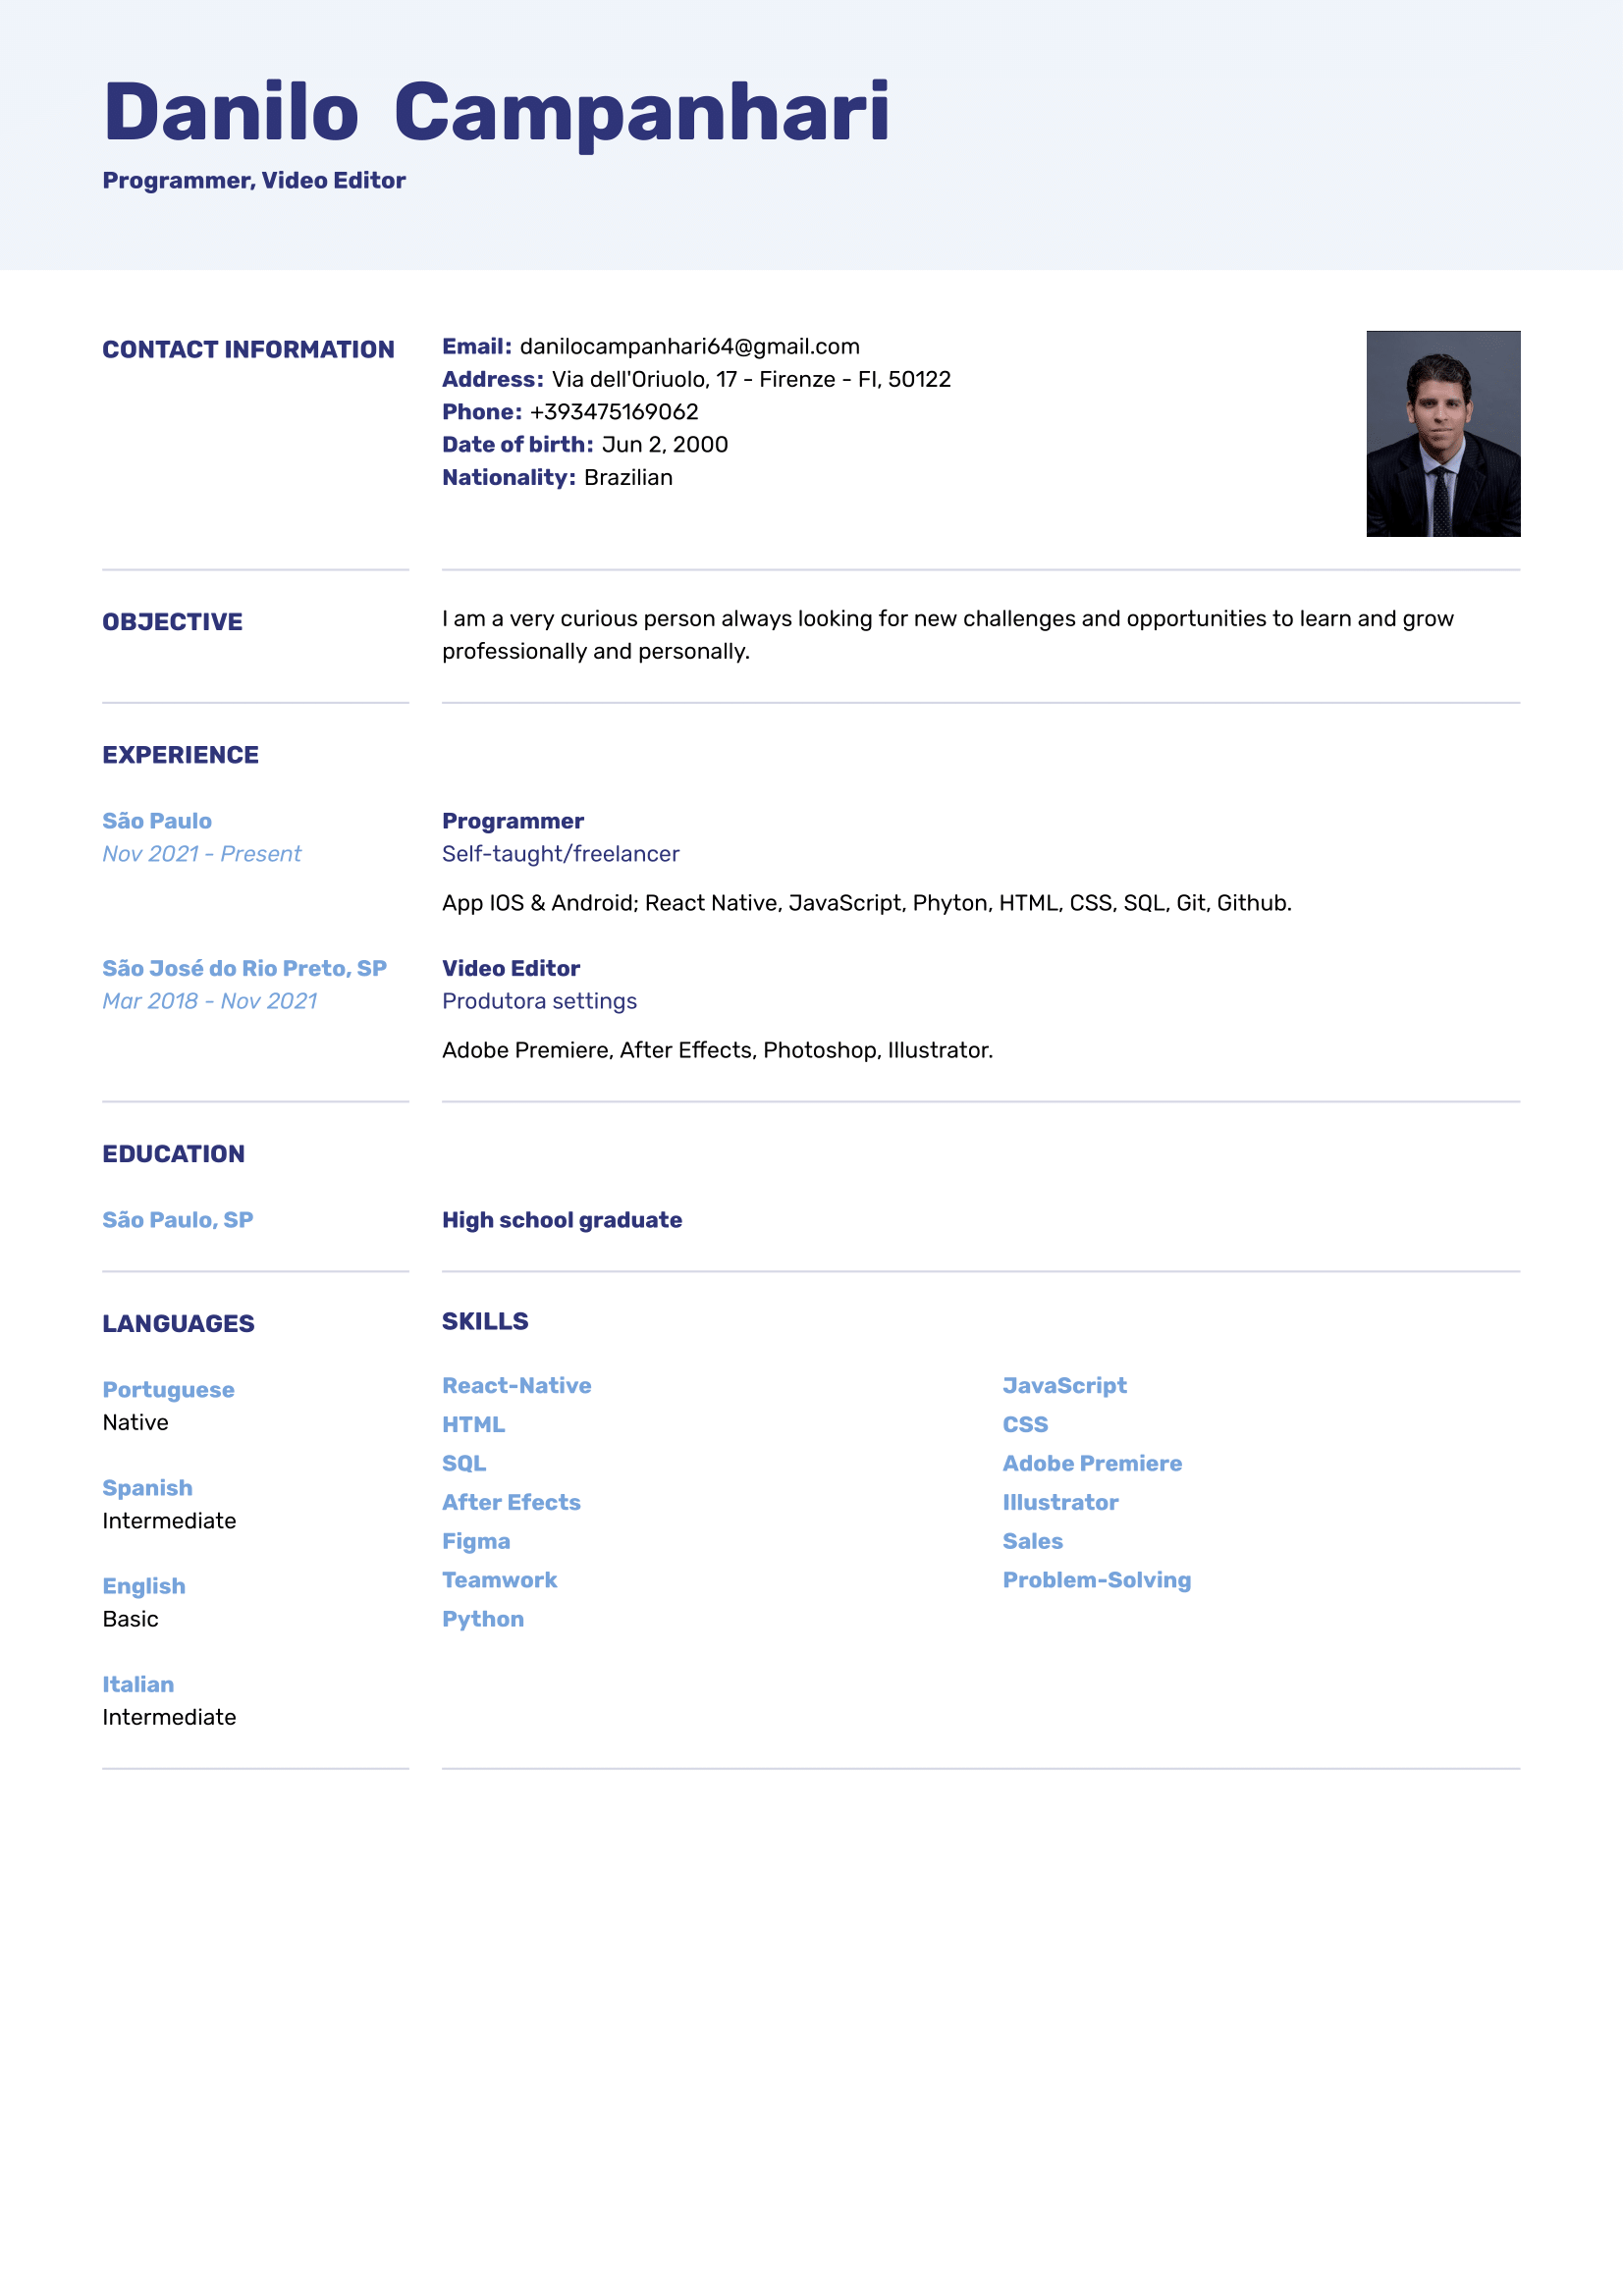 Danilo Campanhari
Programmer, Video Editor
CONTACT INFORMATION
Email: danilocampanhari64@gmail.com
Address: Via dell'Oriuolo, 17 - Firenze - FI, 50122
Phone: +393475169062
Date of birth: Jun 2, 2000
Nationality: Brazilian
OBJECTIVE
I am a very curious person always looking for new challenges and opportunities to learn and grow
professionally and personally.
EXPERIENCE
São Paulo
Nov 2021 - Present
Programmer
Self-taught/freelancer
App IOS & Android; React Native, JavaScript, Phyton, HTML, CSS, SQL, Git, Github.
São José do Rio Preto, SP
Mar 2018 - Nov 2021
Video Editor
Produtora settings
Adobe Premiere, After Effects, Photoshop, Illustrator.
EDUCATION
São Paulo, SP
High school graduate
LANGUAGES
Portuguese
Native
Spanish
Intermediate
English
Basic
Italian
Intermediate
SKILLS
React-Native
JavaScript
HTML
CSS
SQL
Adobe Premiere
After Efects
Illustrator
Figma
Sales
Teamwork
Problem-Solving
Python